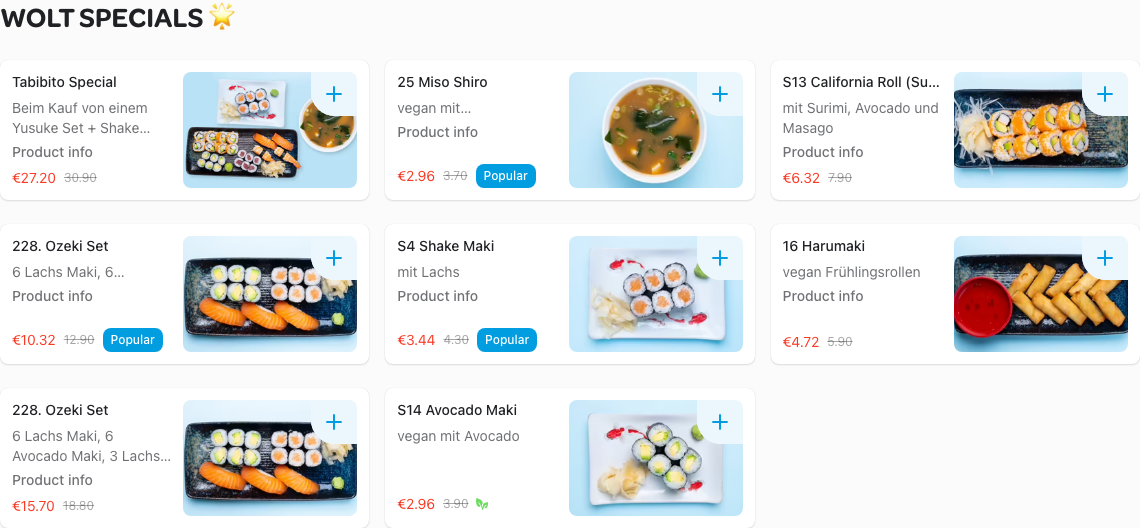 WOLT SPECIALS 🌟
Tabibito Special
Beim Kauf von einem
Yusuke Set + Shake...
Product info
€27.20 30.90
25 Miso Shiro
vegan mit...
Product info
€2.96 3.70 Popular
S13 California Roll (Su...
mit Surimi, Avocado und
Masago
Product info
€6.32 7.90
228. Ozeki Set
6 Lachs Maki, 6...
Product info
€10.32 12.90 Popular
S4 Shake Maki
mit Lachs
Product info
€3.44 4.30 Popular
16 Harumaki
vegan Frühlingsrollen
Product info
€4.72 5.90
228. Ozeki Set
6 Lachs Maki, 6
Avocado Maki, 3 Lachs...
Product info
€15.70 18.80
S14 Avocado Maki
vegan mit Avocado
€2.96 3.90